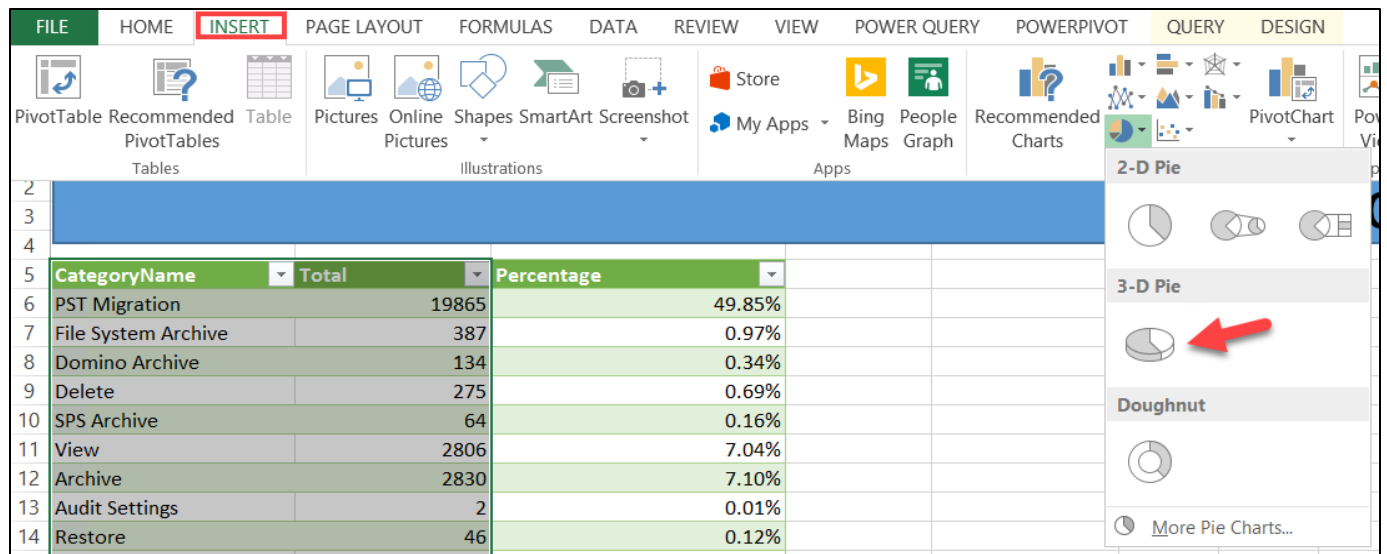 FILE HOME INSERT PAGE LAYOUT FORMULAS DATA REVIEW VIEW POWER QUERY POWERPIVOT QUERY DESIGN
PivotTable Recommended PivotTables Table
Tables
Pictures Online Pictures Shapes SmartArt Screenshot
Illustrations
Store
My Apps
Bing Maps People Graph
Apps
Recommended Charts
PivotChart
2-D Pie
3-D Pie
Doughnut
More Pie Charts...
2
3
4
5 CategoryName Total Percentage
6 PST Migration 19865 49.85%
7 File System Archive 387 0.97%
8 Domino Archive 134 0.34%
9 Delete 275 0.69%
10 SPS Archive 64 0.16%
11 View 2806 7.04%
12 Archive 2830 7.10%
13 Audit Settings 2 0.01%
14 Restore 46 0.12%